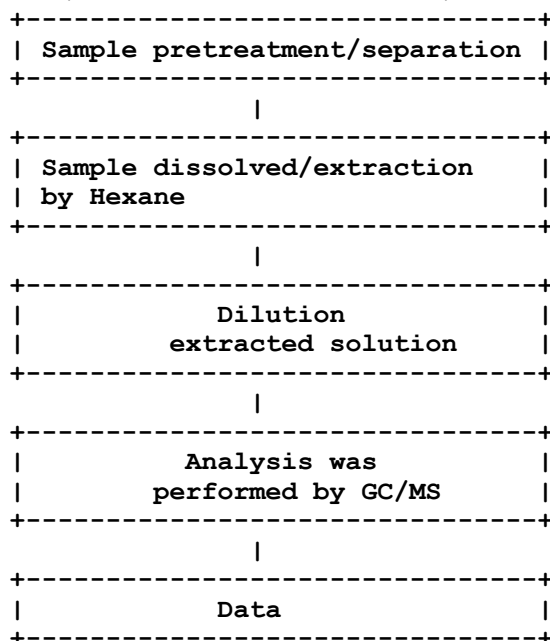 +-----------------------------+
| Sample pretreatment/separation |
+-----------------------------+
|
+-----------------------------+
| Sample dissolved/extraction |
| by Hexane |
+-----------------------------+
|
+-----------------------------+
| Dilution |
| extracted solution |
+-----------------------------+
|
+-----------------------------+
| Analysis was |
| performed by GC/MS |
+-----------------------------+
|
+-----------------------------+
| Data |
+-----------------------------+